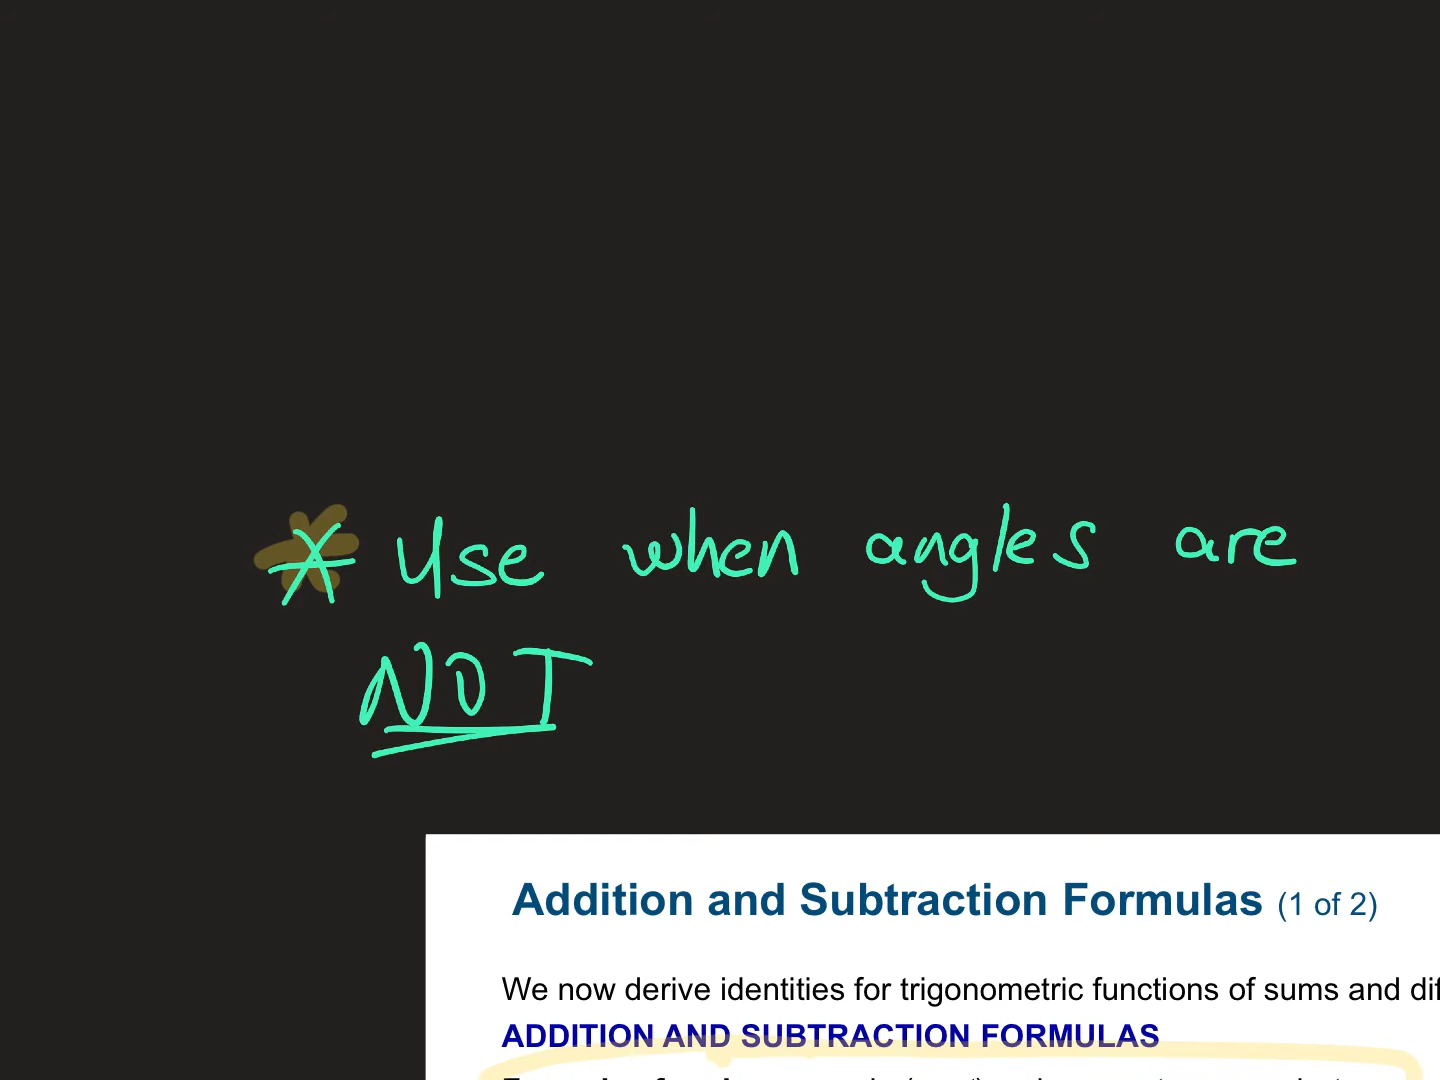 * Use when angles are
NOT
Addition and Subtraction Formulas (1 of 2)
We now derive identities for trigonometric functions of sums and dif
ADDITION AND SUBTRACTION FORMULAS